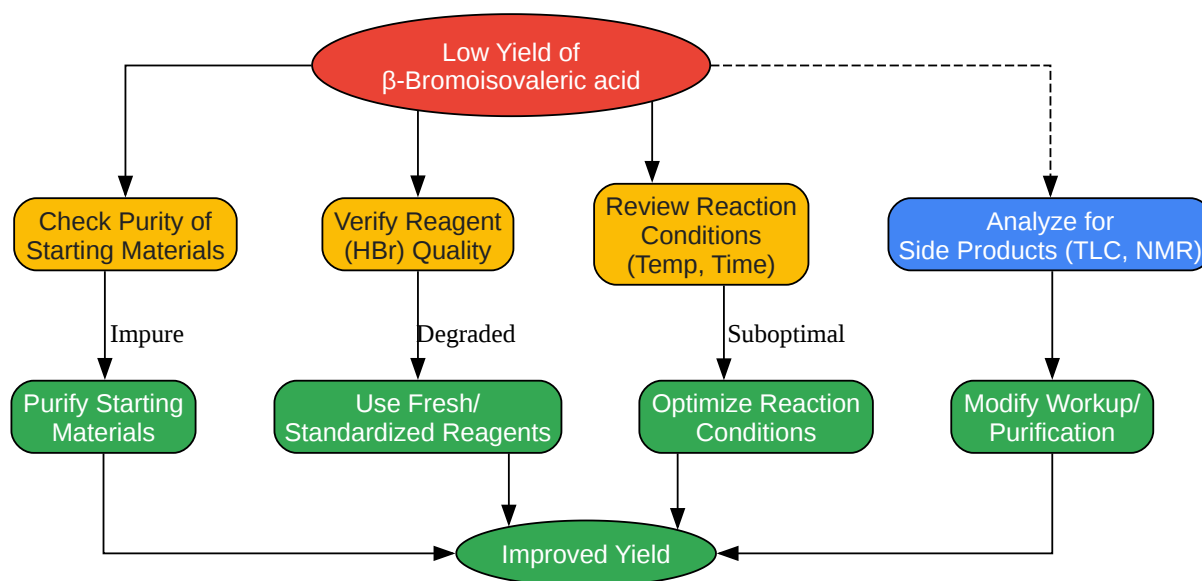 Low Yield of
β-Bromoisovaleric acid
Check Purity of
Starting Materials
Verify Reagent
(HBr) Quality
Review Reaction
Conditions
(Temp, Time)
Analyze for
Side Products (TLC, NMR)
Impure
Degraded
Suboptimal
Purify Starting
Materials
Use Fresh/
Standardized Reagents
Optimize Reaction
Conditions
Modify Workup/
Purification
Improved Yield